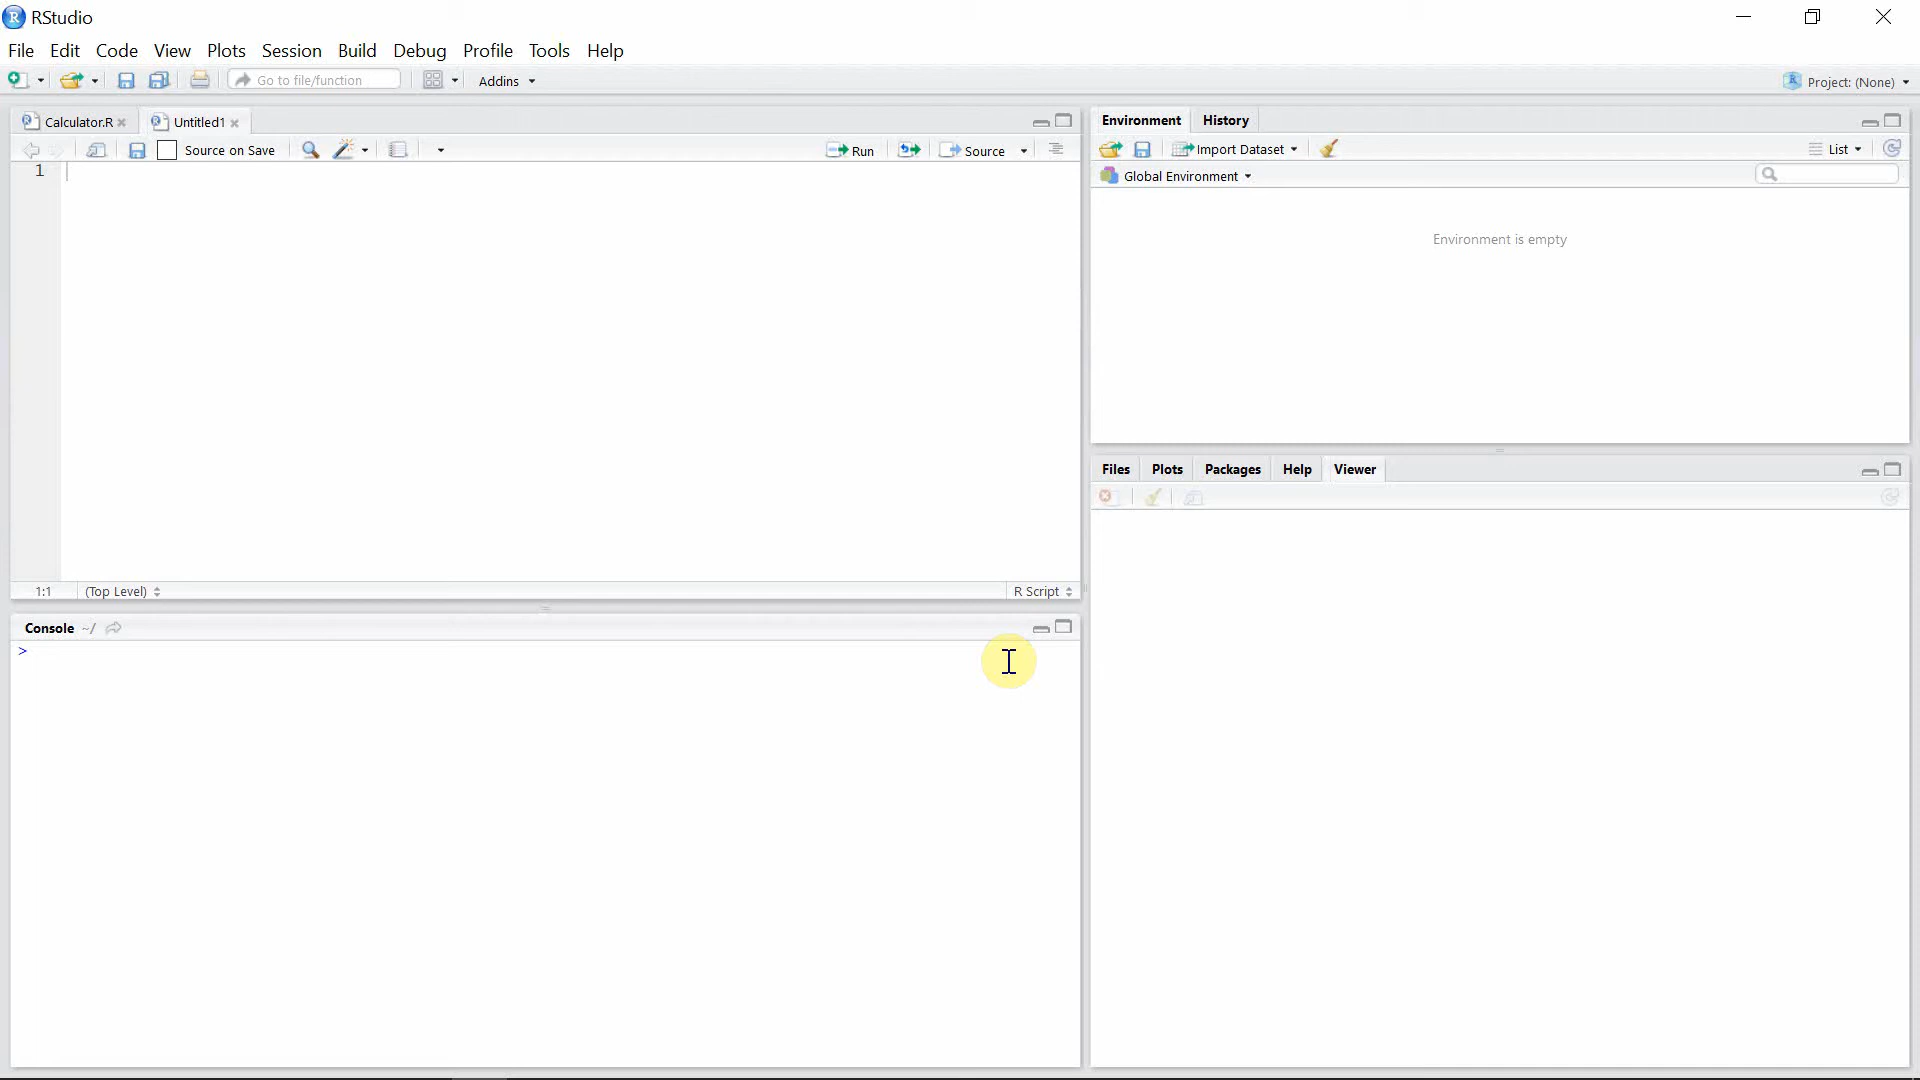 RStudio
File Edit Code View Plots Session Build Debug Profile Tools Help
Go to file/function Addins Project: (None)
Calculator.R Untitled1
Source on Save Run Source
1
1:1 (Top Level) R Script
Console ~/
>
Environment History
Import Dataset List
Global Environment
Environment is empty
Files Plots Packages Help Viewer